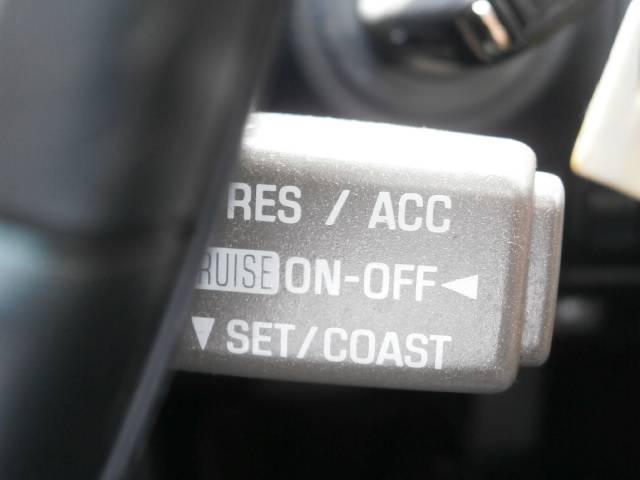 RES / ACC
RUISE ON-OFF ◄
▼ SET/COAST